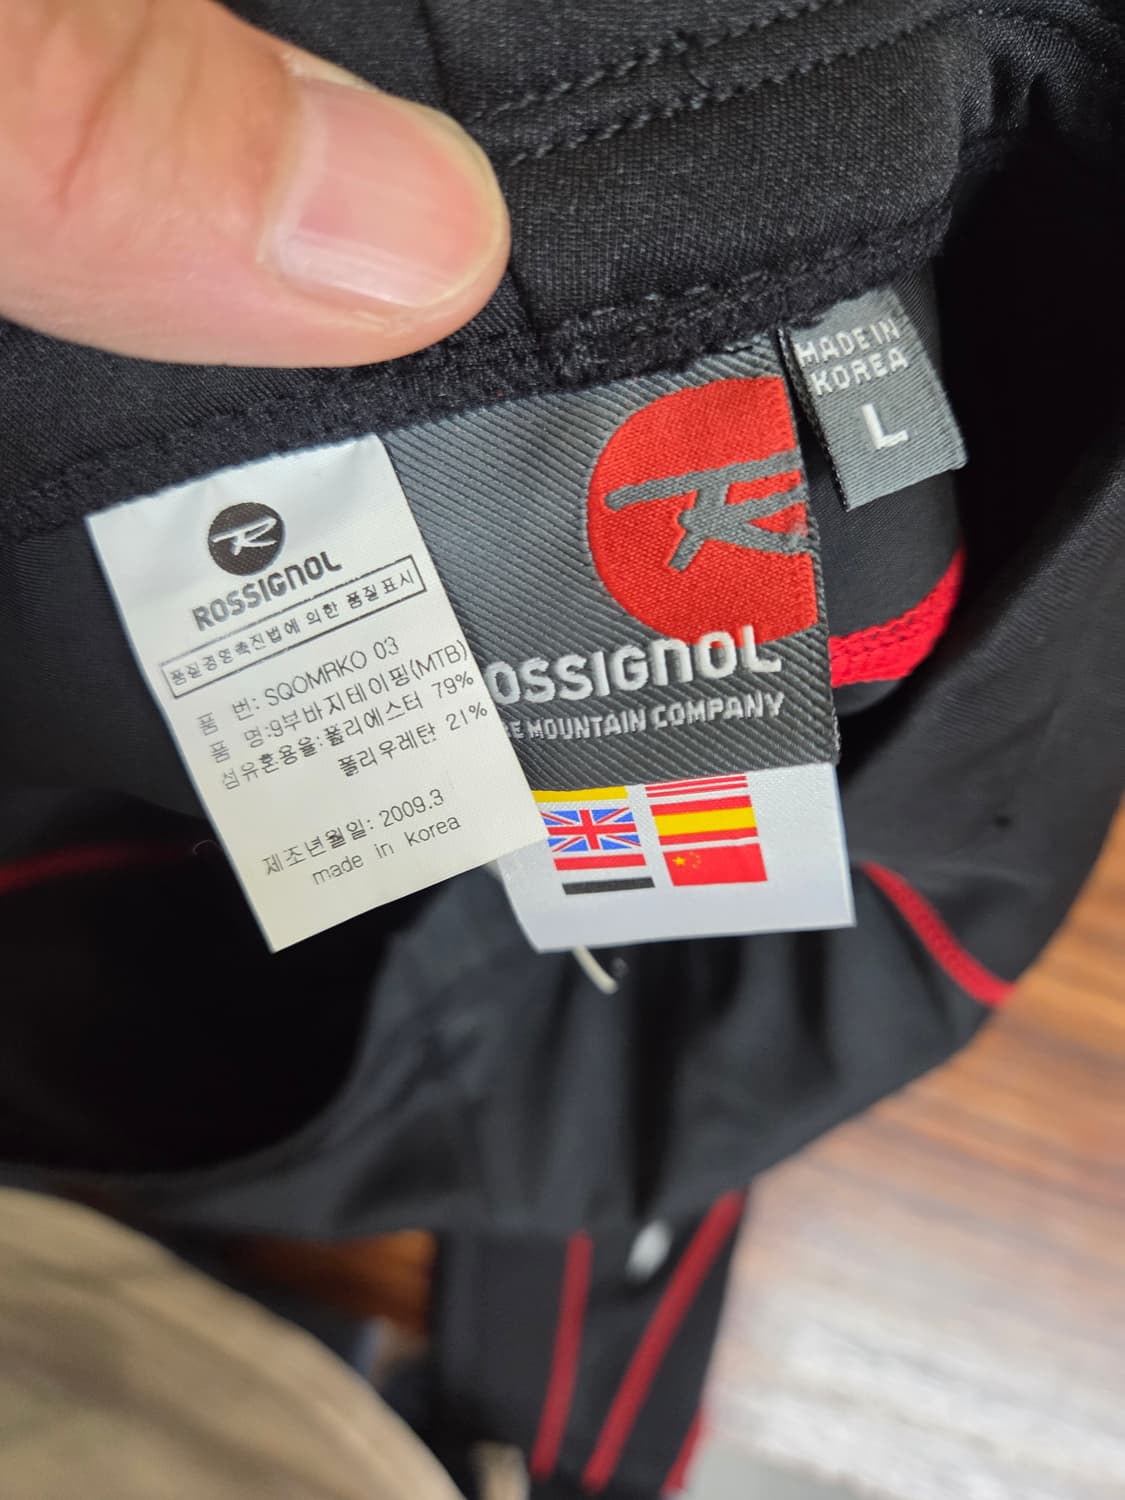 ROSSIGNOL
품질경영촉진법에 의한 품질표시
품 번: SQOMRKO 03
품 명:9부바지테이핑(MTB)
섬유혼용율:폴리에스터 79%
폴리우레탄 21%
제조년월일: 2009.3
made in korea
OSSIGNOL
E MOUNTAIN COMPANY
MADE IN
KOREA
L